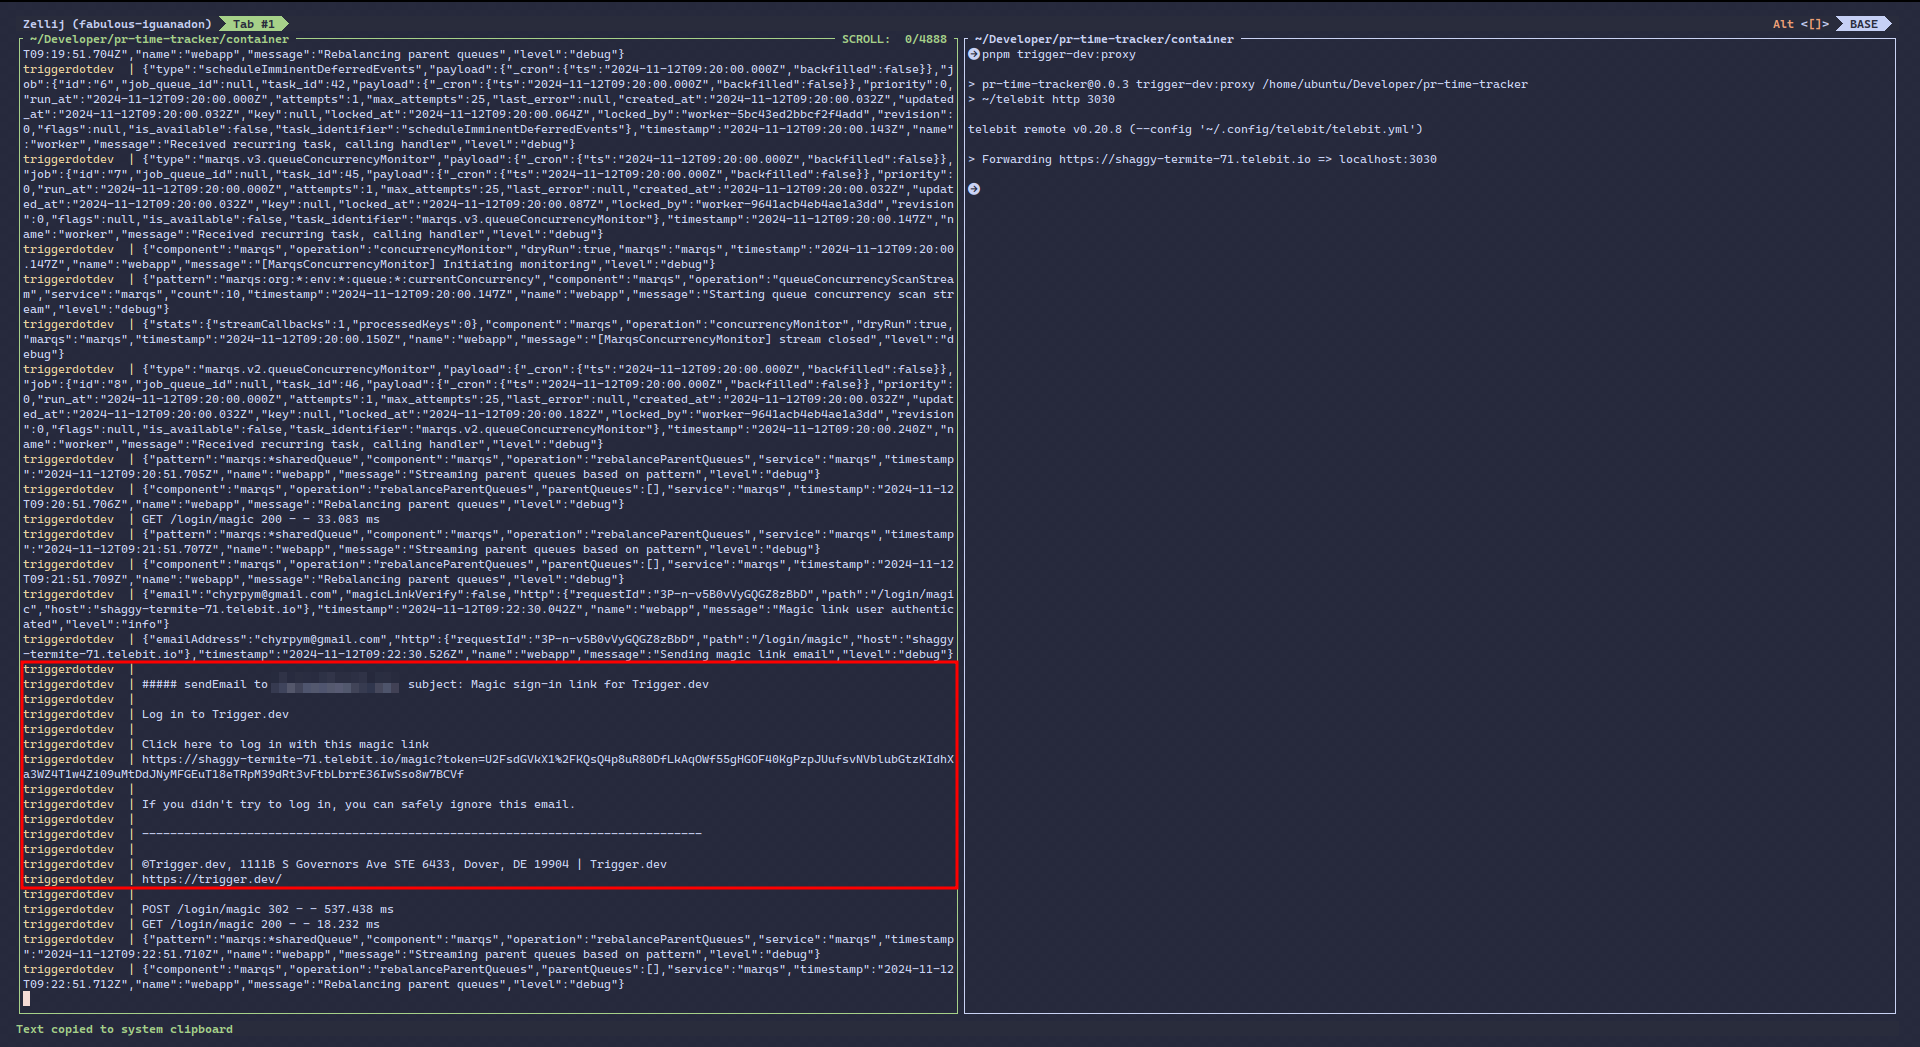 Zellij (fabulous-iguanadon) Tab #1 Alt <[]> BASE
~/Developer/pr-time-tracker/container SCROLL: 0/4888
T09:19:51.704Z","name":"webapp","message":"Rebalancing parent queues","level":"debug"}
triggerdotdev | {"type":"scheduleImminentDeferredEvents","payload":{"_cron":{"ts":"2024-11-12T09:20:00.000Z","backfilled":false}},"j
ob":{"id":"6","job_queue_id":null,"task_id":42,"payload":{"_cron":{"ts":"2024-11-12T09:20:00.000Z","backfilled":false}},"priority":0,
"run_at":"2024-11-12T09:20:00.000Z","attempts":1,"max_attempts":25,"last_error":null,"created_at":"2024-11-12T09:20:00.032Z","updated
_at":"2024-11-12T09:20:00.032Z","key":null,"locked_at":"2024-11-12T09:20:00.064Z","locked_by":"worker-5bc43ed2bbcf2f4add","revision":
0,"flags":null,"is_available":false,"task_identifier":"scheduleImminentDeferredEvents"},"timestamp":"2024-11-12T09:20:00.143Z","name"
:"worker","message":"Received recurring task, calling handler","level":"debug"}
triggerdotdev | {"type":"marqs.v3.queueConcurrencyMonitor","payload":{"_cron":{"ts":"2024-11-12T09:20:00.000Z","backfilled":false}},
"job":{"id":"7","job_queue_id":null,"task_id":45,"payload":{"_cron":{"ts":"2024-11-12T09:20:00.000Z","backfilled":false}},"priority":
0,"run_at":"2024-11-12T09:20:00.000Z","attempts":1,"max_attempts":25,"last_error":null,"created_at":"2024-11-12T09:20:00.032Z","updat
ed_at":"2024-11-12T09:20:00.032Z","key":null,"locked_at":"2024-11-12T09:20:00.087Z","locked_by":"worker-9641acb4eb4ae1a3dd","revision
":0,"flags":null,"is_available":false,"task_identifier":"marqs.v3.queueConcurrencyMonitor"},"timestamp":"2024-11-12T09:20:00.147Z","n
ame":"worker","message":"Received recurring task, calling handler","level":"debug"}
triggerdotdev | {"component":"marqs","operation":"concurrencyMonitor","dryRun":true,"marqs":"marqs","timestamp":"2024-11-12T09:20:00
.147Z","name":"webapp","message":"[MarqsConcurrencyMonitor] Initiating monitoring","level":"debug"}
triggerdotdev | {"pattern":"marqs:org:*:env:*:queue:*:currentConcurrency","component":"marqs","operation":"queueConcurrencyScanStrea
m","service":"marqs","count":10,"timestamp":"2024-11-12T09:20:00.147Z","name":"webapp","message":"Starting queue concurrency scan str
eam","level":"debug"}
triggerdotdev | {"stats":{"streamCallbacks":1,"processedKeys":0},"component":"marqs","operation":"concurrencyMonitor","dryRun":true,
"marqs":"marqs","timestamp":"2024-11-12T09:20:00.150Z","name":"webapp","message":"[MarqsConcurrencyMonitor] stream closed","level":"d
ebug"}
triggerdotdev | {"type":"marqs.v2.queueConcurrencyMonitor","payload":{"_cron":{"ts":"2024-11-12T09:20:00.000Z","backfilled":false}},
"job":{"id":"8","job_queue_id":null,"task_id":46,"payload":{"_cron":{"ts":"2024-11-12T09:20:00.000Z","backfilled":false}},"priority":
0,"run_at":"2024-11-12T09:20:00.000Z","attempts":1,"max_attempts":25,"last_error":null,"created_at":"2024-11-12T09:20:00.032Z","updat
ed_at":"2024-11-12T09:20:00.032Z","key":null,"locked_at":"2024-11-12T09:20:00.182Z","locked_by":"worker-9641acb4eb4ae1a3dd","revision
":0,"flags":null,"is_available":false,"task_identifier":"marqs.v2.queueConcurrencyMonitor"},"timestamp":"2024-11-12T09:20:00.240Z","n
ame":"worker","message":"Received recurring task, calling handler","level":"debug"}
triggerdotdev | {"pattern":"marqs:*sharedQueue","component":"marqs","operation":"rebalanceParentQueues","service":"marqs","timestamp
":"2024-11-12T09:20:51.705Z","name":"webapp","message":"Streaming parent queues based on pattern","level":"debug"}
triggerdotdev | {"component":"marqs","operation":"rebalanceParentQueues","parentQueues":[],"service":"marqs","timestamp":"2024-11-12
T09:20:51.706Z","name":"webapp","message":"Rebalancing parent queues","level":"debug"}
triggerdotdev | GET /login/magic 200 - - 33.083 ms
triggerdotdev | {"pattern":"marqs:*sharedQueue","component":"marqs","operation":"rebalanceParentQueues","service":"marqs","timestamp
":"2024-11-12T09:21:51.707Z","name":"webapp","message":"Streaming parent queues based on pattern","level":"debug"}
triggerdotdev | {"component":"marqs","operation":"rebalanceParentQueues","parentQueues":[],"service":"marqs","timestamp":"2024-11-12
T09:21:51.709Z","name":"webapp","message":"Rebalancing parent queues","level":"debug"}
triggerdotdev | {"email":"chyrpym@gmail.com","magicLinkVerify":false,"http":{"requestId":"3P-n-v5B0vVyGQGZ8zBbD","path":"/login/magi
c","host":"shaggy-termite-71.telebit.io"},"timestamp":"2024-11-12T09:22:30.042Z","name":"webapp","message":"Magic link user authentic
ated","level":"info"}
triggerdotdev | {"emailAddress":"chyrpym@gmail.com","http":{"requestId":"3P-n-v5B0vVyGQGZ8zBbD","path":"/login/magic","host":"shaggy
-termite-71.telebit.io"},"timestamp":"2024-11-12T09:22:30.526Z","name":"webapp","message":"Sending magic link email","level":"debug"}
triggerdotdev |
triggerdotdev | ##### sendEmail to subject: Magic sign-in link for Trigger.dev
triggerdotdev |
triggerdotdev | Log in to Trigger.dev
triggerdotdev |
triggerdotdev | Click here to log in with this magic link
triggerdotdev | https://shaggy-termite-71.telebit.io/magic?token=U2FsdGVkX1%2FKQsQ4p8uR80DfLkAqOWf55gHGOF40KgPzpJUufsvNVblubGtzKIdhX
a3WZ4T1w4Zi09uMtDdJNyMFGEuT18eTRpM39dRt3vFtbLbrrE36IwSso8w7BCVf
triggerdotdev |
triggerdotdev | If you didn't try to log in, you can safely ignore this email.
triggerdotdev |
triggerdotdev | --------------------------------------------------------------------------------
triggerdotdev |
triggerdotdev | ©Trigger.dev, 1111B S Governors Ave STE 6433, Dover, DE 19904 | Trigger.dev
triggerdotdev | https://trigger.dev/
triggerdotdev |
triggerdotdev | POST /login/magic 302 - - 537.438 ms
triggerdotdev | GET /login/magic 200 - - 18.232 ms
triggerdotdev | {"pattern":"marqs:*sharedQueue","component":"marqs","operation":"rebalanceParentQueues","service":"marqs","timestamp
":"2024-11-12T09:22:51.710Z","name":"webapp","message":"Streaming parent queues based on pattern","level":"debug"}
triggerdotdev | {"component":"marqs","operation":"rebalanceParentQueues","parentQueues":[],"service":"marqs","timestamp":"2024-11-12
T09:22:51.712Z","name":"webapp","message":"Rebalancing parent queues","level":"debug"}
~/Developer/pr-time-tracker/container
pnpm trigger-dev:proxy
> pr-time-tracker@0.0.3 trigger-dev:proxy /home/ubuntu/Developer/pr-time-tracker
> ~/telebit http 3030
telebit remote v0.20.8 (--config '~/.config/telebit/telebit.yml')
> Forwarding https://shaggy-termite-71.telebit.io => localhost:3030
Text copied to system clipboard